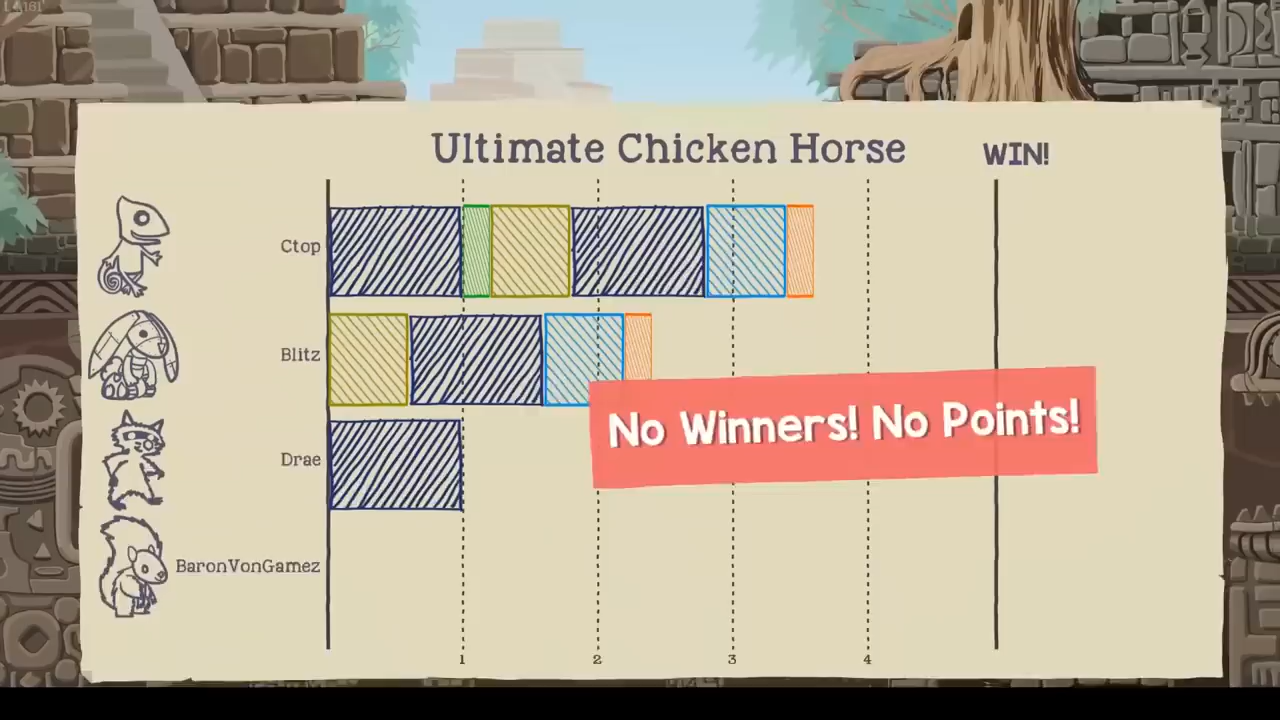 Ultimate Chicken Horse
WIN!
Ctop
Blitz
No Winners! No Points!
Drae
BaronVonGamez
1 2 3 4